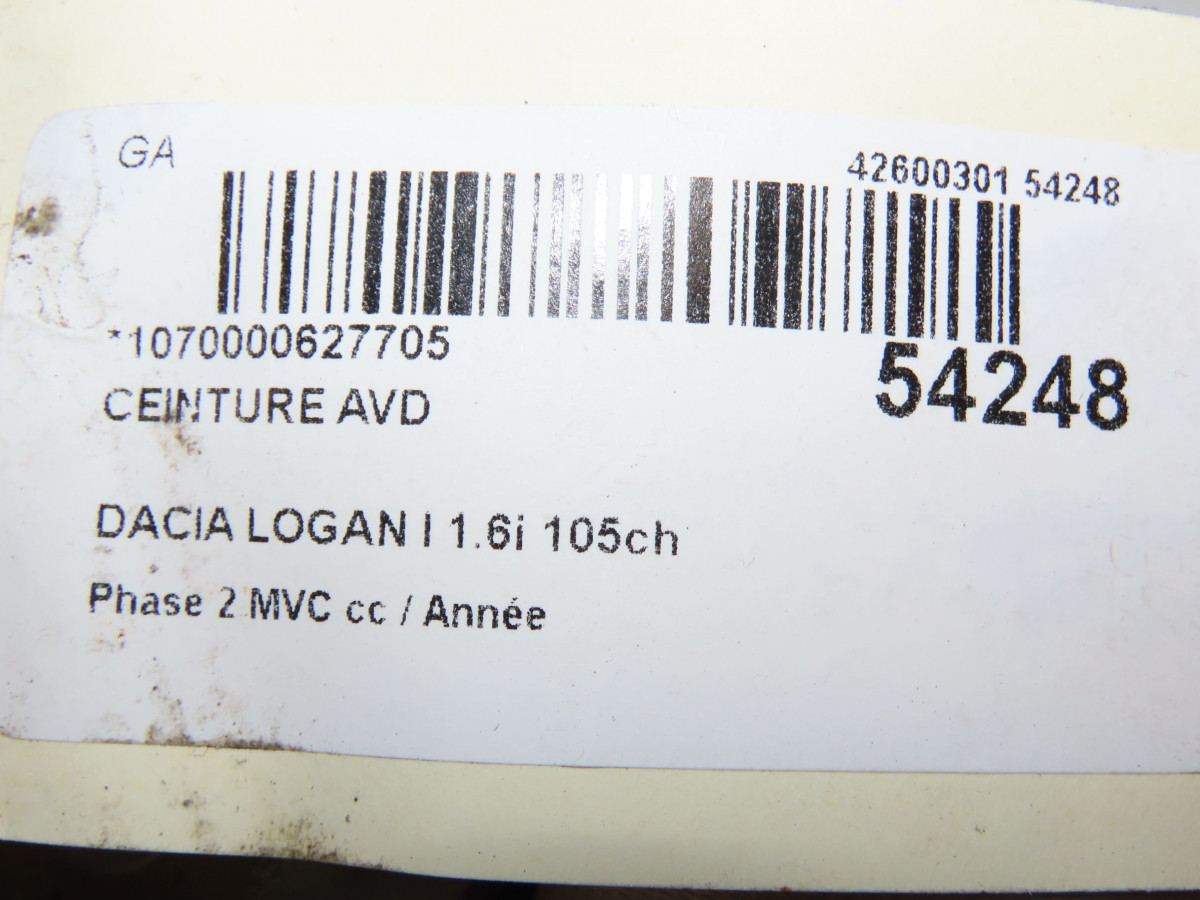 GA
42600301 54248
*1070000627705
54248
CEINTURE AVD
DACIA LOGAN I 1.6i 105ch
Phase 2 MVC cc / Année